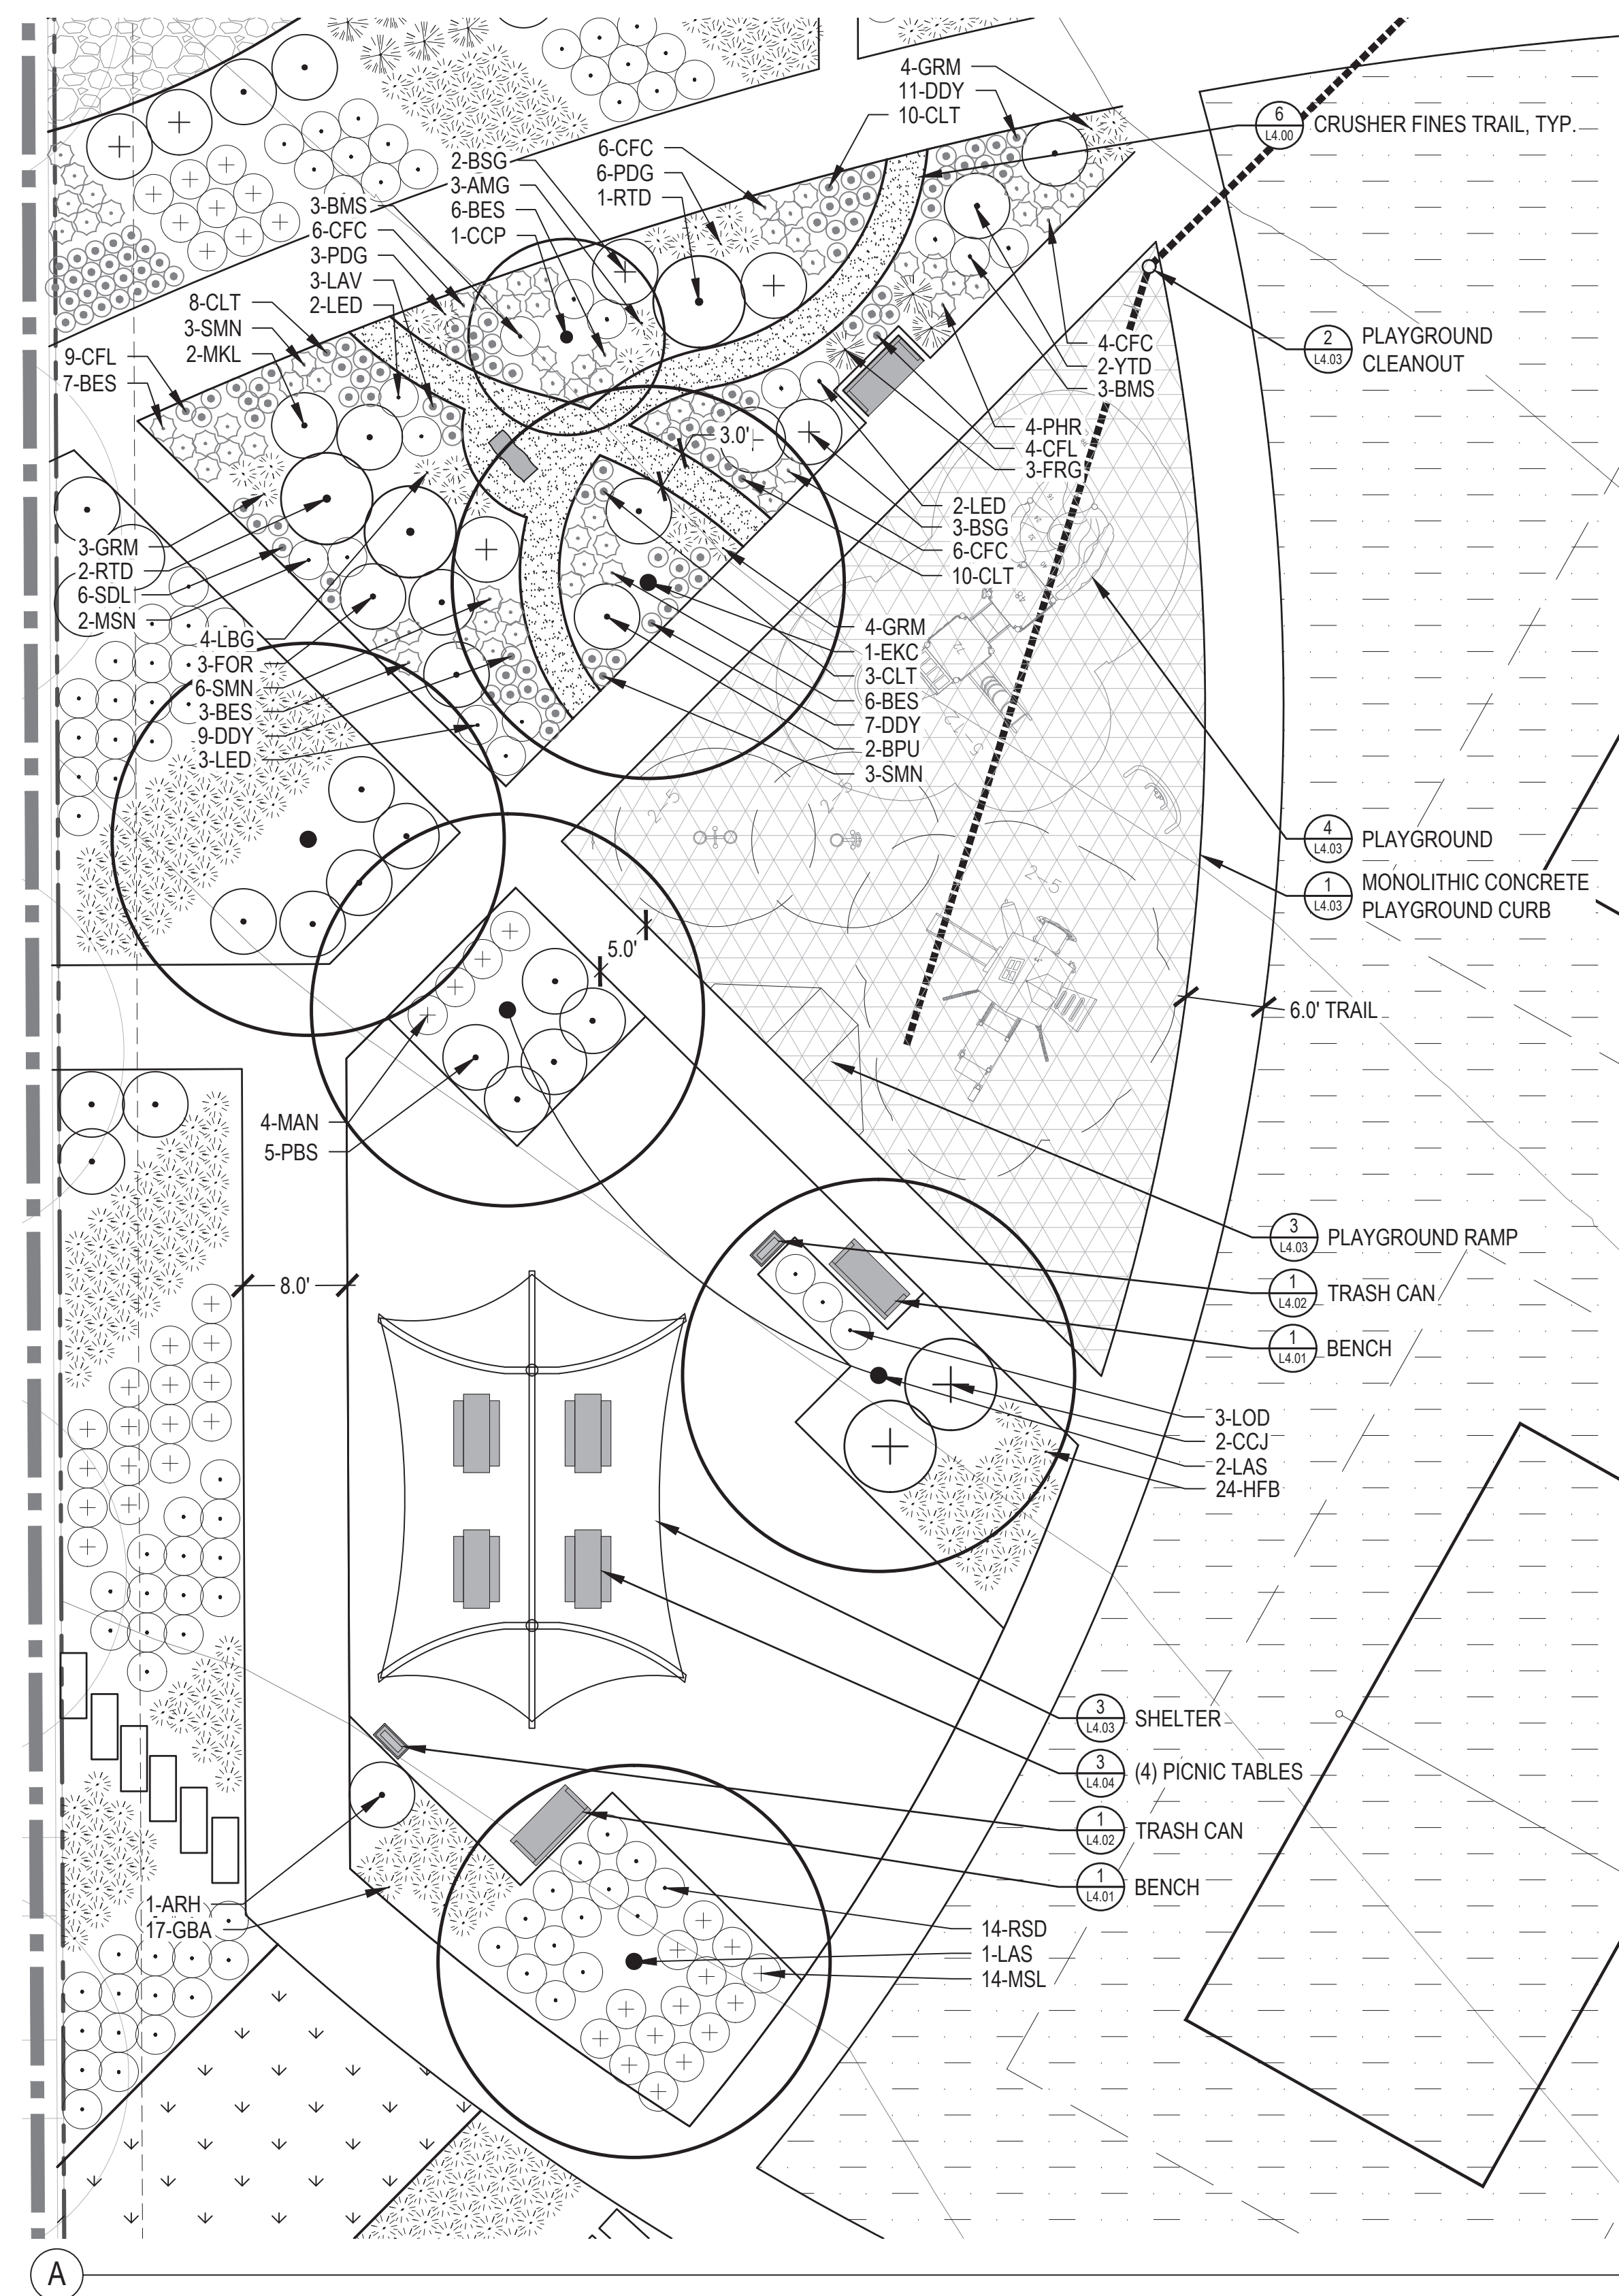 4-GRM
11-DDY
10-CLT
6
L4.00
CRUSHER FINES TRAIL, TYP.
6-CFC
6-PDG
1-RTD
2-BSG
3-AMG
6-BES
1-CCP
3-BMS
6-CFC
3-PDG
3-LAV
2-LED
8-CLT
3-SMN
2-MKL
9-CFL
7-BES
2
L4.03
PLAYGROUND
CLEANOUT
4-CFC
2-YTD
3-BMS
4-PHR
4-CFL
3-FRG
3.0'
2-LED
3-BSG
6-CFC
10-CLT
3-GRM
2-RTD
6-SDL
2-MSN
4-LBG
3-FOR
6-SMN
3-BES
9-DDY
3-LED
4-GRM
1-EKC
3-CLT
6-BES
7-DDY
2-BPU
3-SMN
5-12
2-5
2-5
2-5
4
L4.03
PLAYGROUND
1
L4.03
MONOLITHIC CONCRETE
PLAYGROUND CURB
5.0'
6.0' TRAIL
4-MAN
5-PBS
3
L4.03
PLAYGROUND RAMP
1
L4.02
TRASH CAN
1
L4.01
BENCH
8.0'
3-LOD
2-CCJ
2-LAS
24-HFB
3
L4.03
SHELTER
3
L4.04
(4) PICNIC TABLES
1
L4.02
TRASH CAN
1
L4.01
BENCH
1-ARH
17-GBA
14-RSD
1-LAS
14-MSL
A